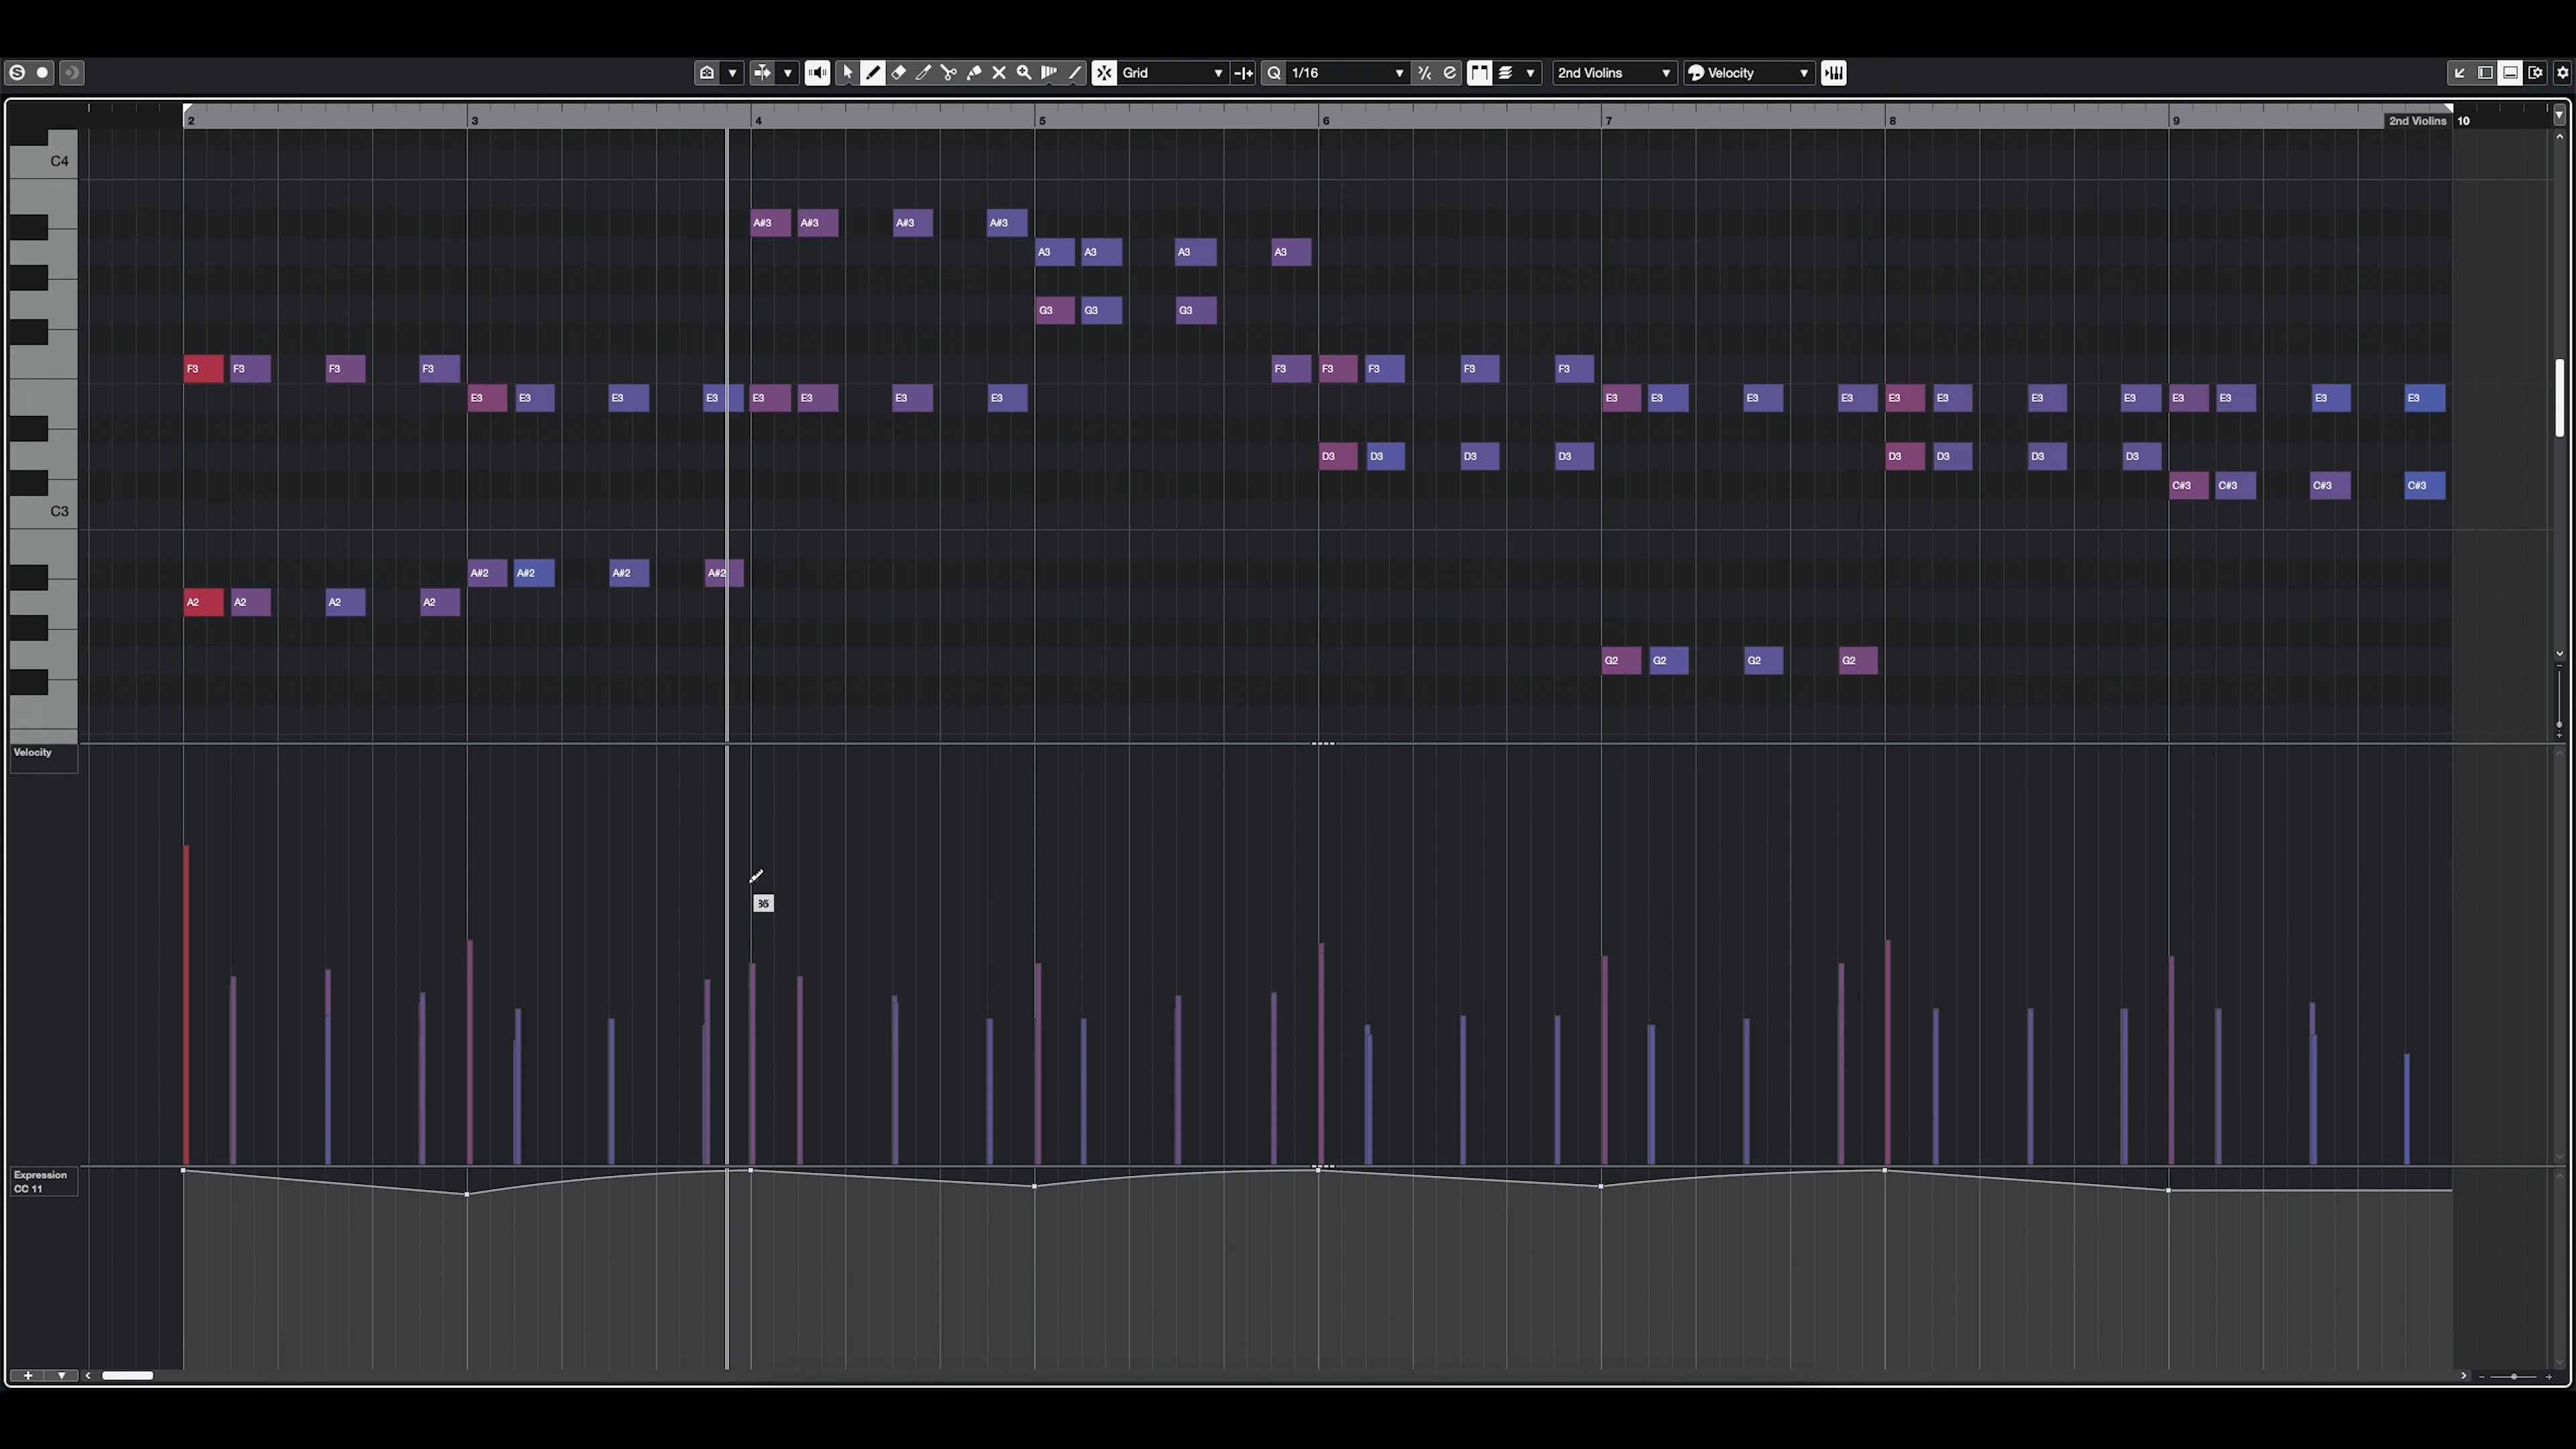 S Grid Q 1/16 2nd Violins Velocity
2 3 4 5 6 7 8 9 2nd Violins 10
C4
A#3 A#3 A#3 A#3
A3 A3 A3 A3
G3 G3 G3
F3 F3 F3 F3 F3 F3 F3 F3 F3
E3 E3 E3 E3 E3 E3 E3 E3 E3 E3 E3 E3 E3 E3 E3 E3 E3 E3 E3 E3
D3 D3 D3 D3 D3 D3 D3 D3
C#3 C#3 C#3 C#3
C3
A#2 A#2 A#2 A#2
A2 A2 A2 A2
G2 G2 G2 G2
Velocity
Expression
CC 11